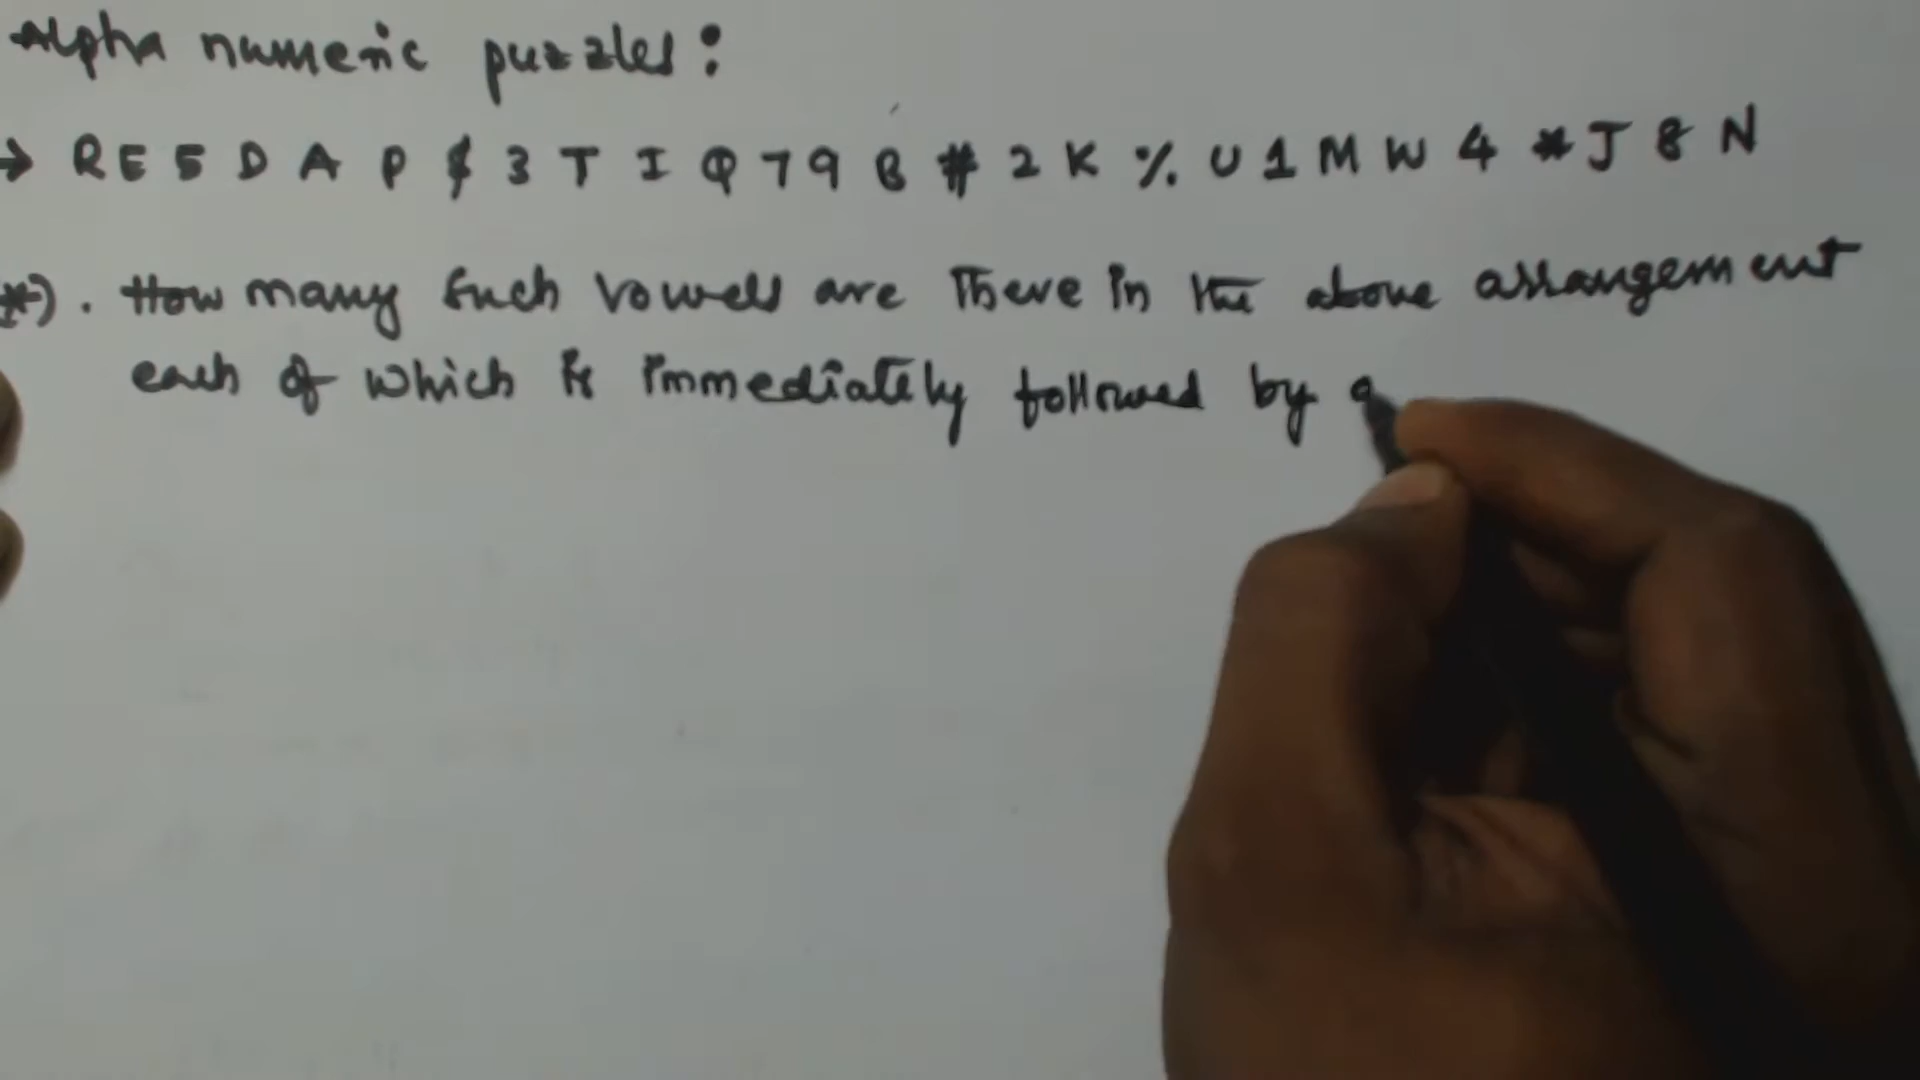 Alpha numeric puzzles:
→ R E 5 D A P $ 3 T I Q 7 9 B # 2 K % U 1 M W 4 * J 8 N
*). How many such vowels are There in the above arrangement
each of which is immediately followed by a